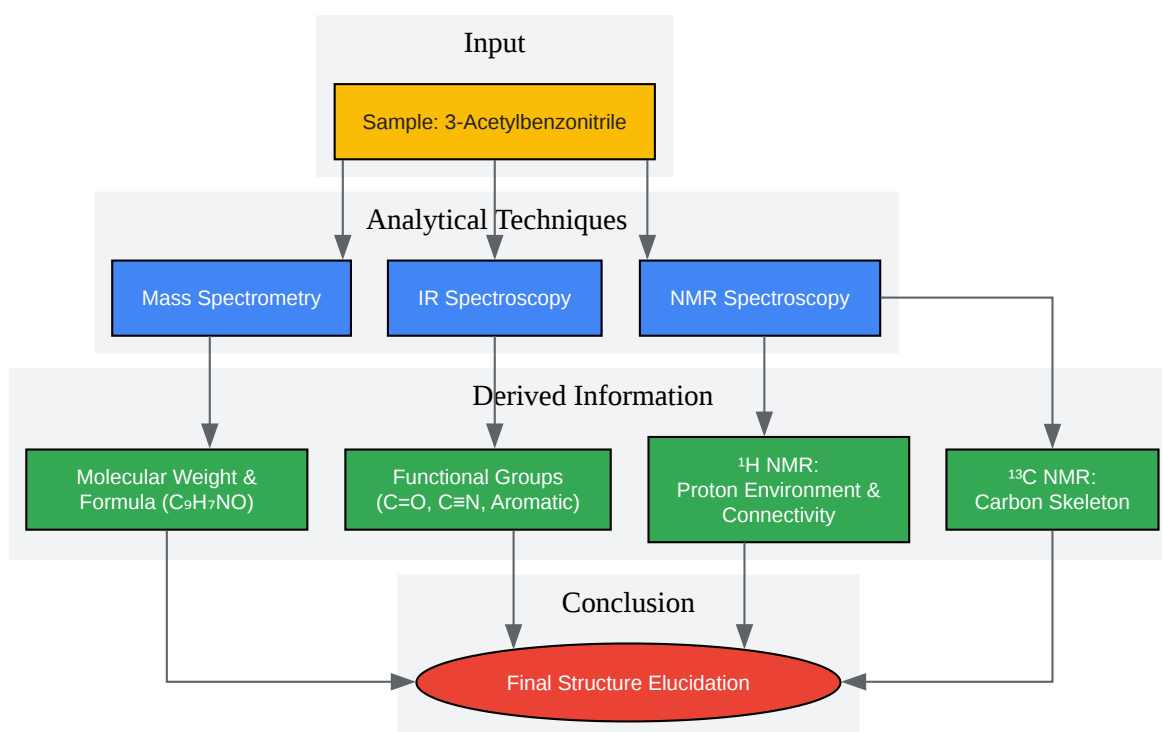 Input
Sample: 3-Acetylbenzonitrile
Analytical Techniques
Mass Spectrometry
IR Spectroscopy
NMR Spectroscopy
Derived Information
Molecular Weight &
Formula (C₉H₇NO)
Functional Groups
(C=O, C≡N, Aromatic)
¹H NMR:
Proton Environment &
Connectivity
¹³C NMR:
Carbon Skeleton
Conclusion
Final Structure Elucidation